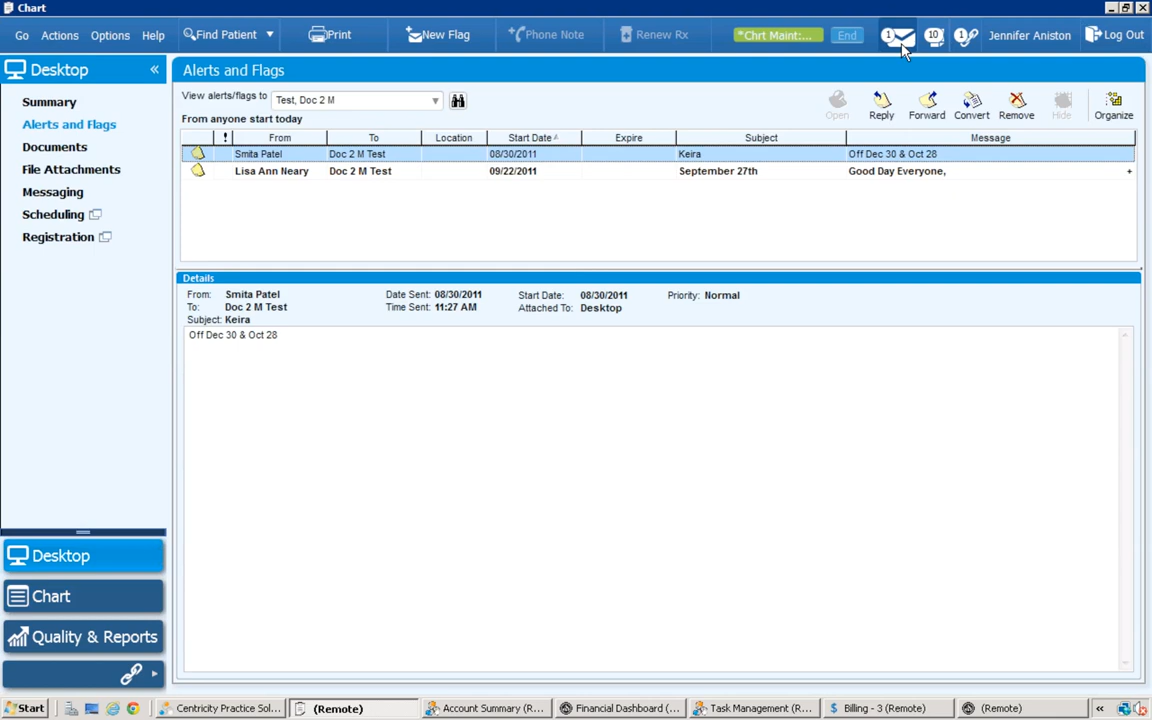 Chart
Go Actions Options Help Find Patient Print New Flag Phone Note Renew Rx *Chrt Maint:... End 1 10 1 Jennifer Aniston Log Out
Desktop «
Summary
Alerts and Flags
Documents
File Attachments
Messaging
Scheduling
Registration
Alerts and Flags
View alerts/flags to Test, Doc 2 M
From anyone start today
Open Reply Forward Convert Remove Hide Organize
! From To Location Start Date Expire Subject Message
Smita Patel Doc 2 M Test 08/30/2011 Keira Off Dec 30 & Oct 28
Lisa Ann Neary Doc 2 M Test 09/22/2011 September 27th Good Day Everyone, +
Details
From: Smita Patel Date Sent: 08/30/2011 Start Date: 08/30/2011 Priority: Normal
To: Doc 2 M Test Time Sent: 11:27 AM Attached To: Desktop
Subject: Keira
Off Dec 30 & Oct 28
Desktop
Chart
Quality & Reports
Start Centricity Practice Sol... (Remote) Account Summary (R... Financial Dashboard (... Task Management (R... Billing - 3 (Remote) (Remote) «